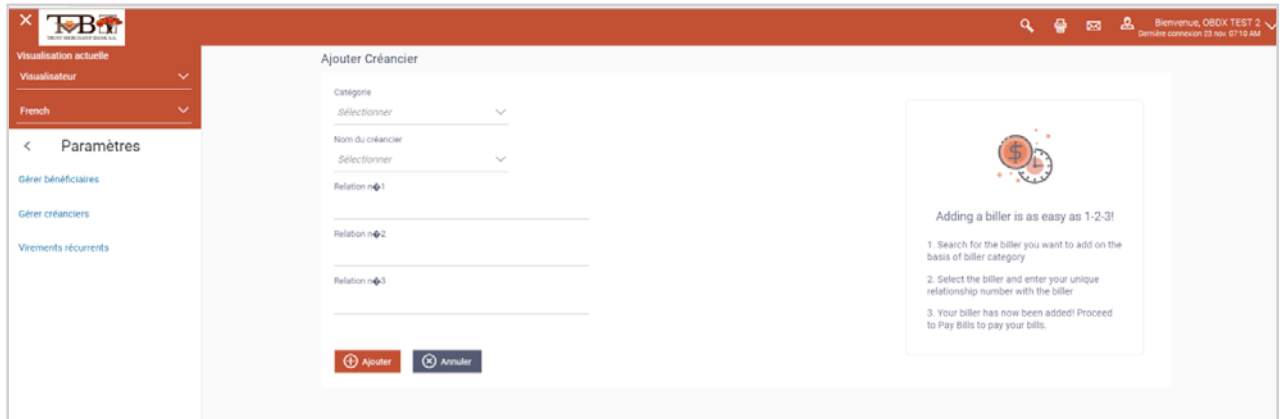 TMB
TRUST MERCHANT BANK S.A.
Bienvenue, OBDX TEST 2
Dernière connexion 23 nov. 07:10 AM
Visualisation actuelle
Visualisateur
French
Paramètres
Gérer bénéficiaires
Gérer créanciers
Virements récurrents
Ajouter Créancier
Catégorie
Sélectionner
Nom du créancier
Sélectionner
Relation n�1
Relation n�2
Relation n�3
Ajouter
Annuler
Adding a biller is as easy as 1-2-3!
1. Search for the biller you want to add on the
basis of biller category
2. Select the biller and enter your unique
relationship number with the biller
3. Your biller has now been added! Proceed
to Pay Bills to pay your bills.